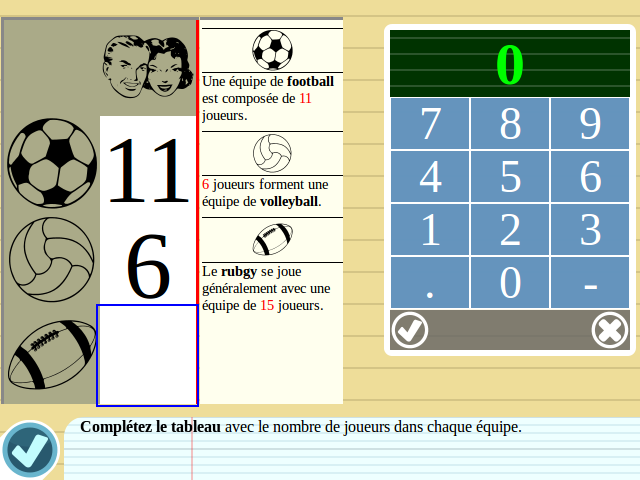 Une équipe de football
est composée de 11
joueurs.
6 joueurs forment une
équipe de volleyball.
Le rubgy se joue
généralement avec une
équipe de 15 joueurs.
11
6
0
7 8 9
4 5 6
1 2 3
. 0 -
Complétez le tableau avec le nombre de joueurs dans chaque équipe.